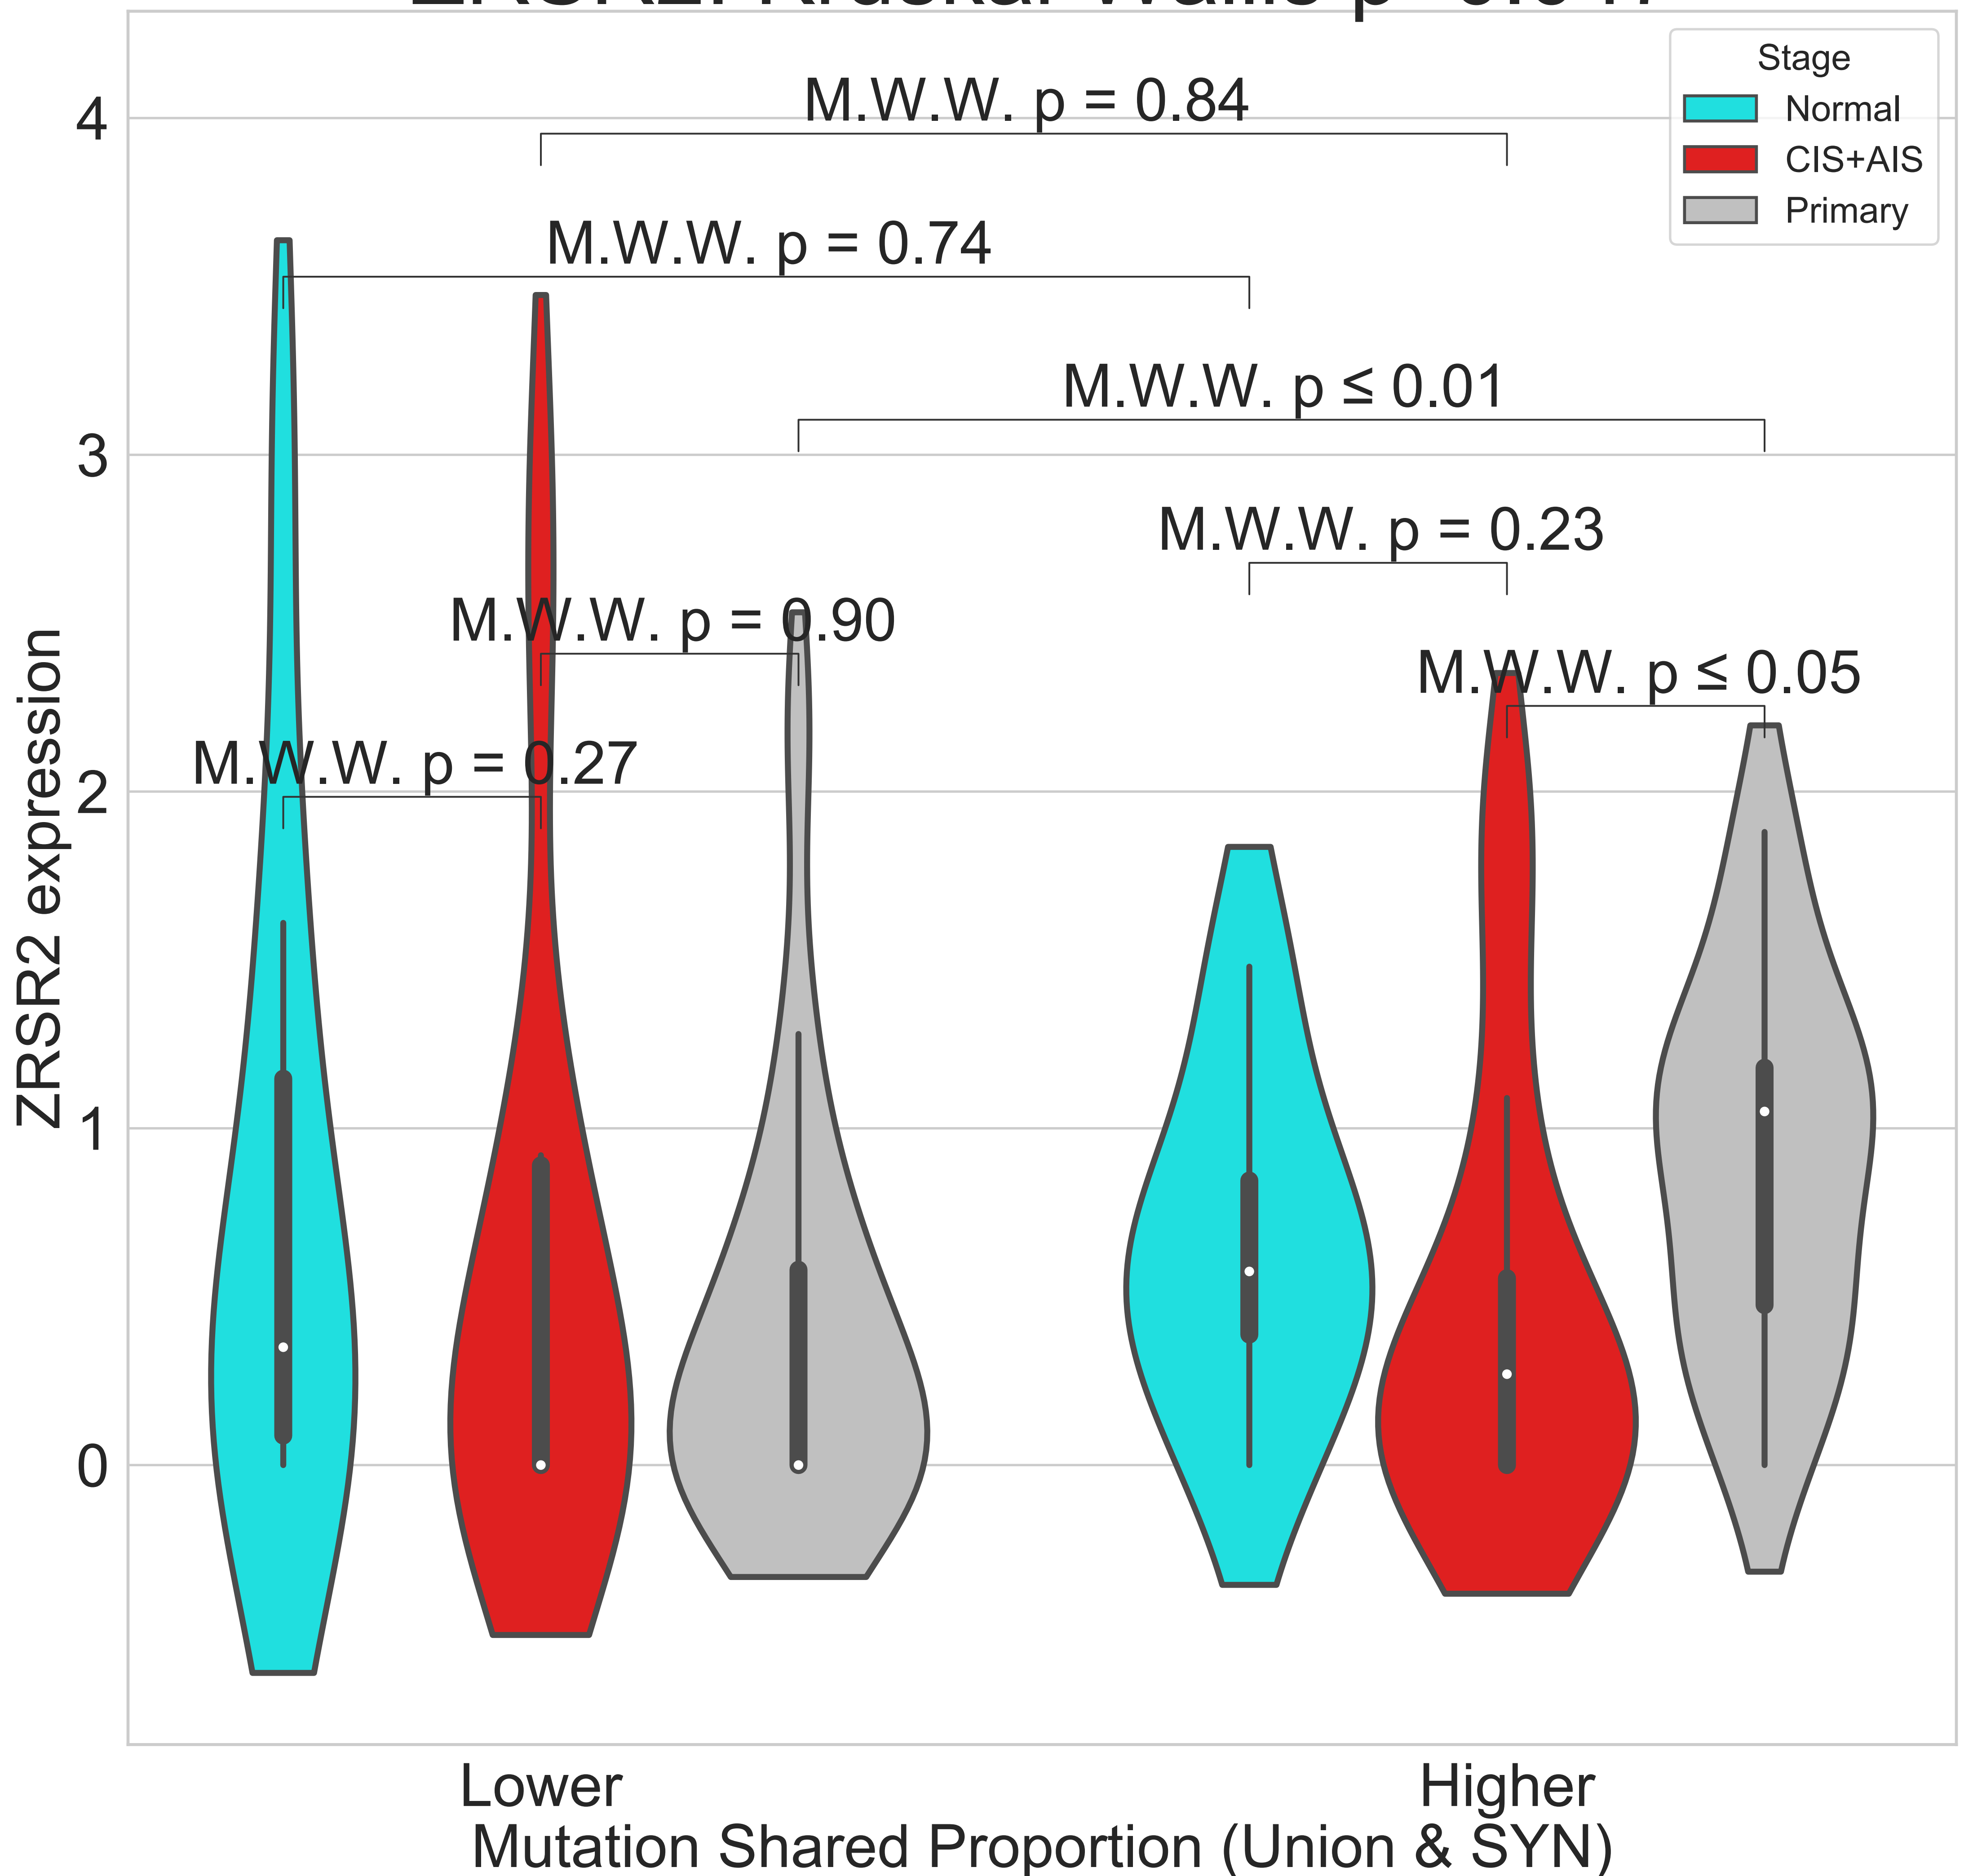 Stage
Normal
CIS+AIS
Primary
M.W.W. p = 0.84
M.W.W. p = 0.74
M.W.W. p ≤ 0.01
M.W.W. p = 0.23
M.W.W. p = 0.90
M.W.W. p ≤ 0.05
M.W.W. p = 0.27
4
3
2
1
0
ZRSR2 expression
Lower
Higher
Mutation Shared Proportion (Union & SYN)